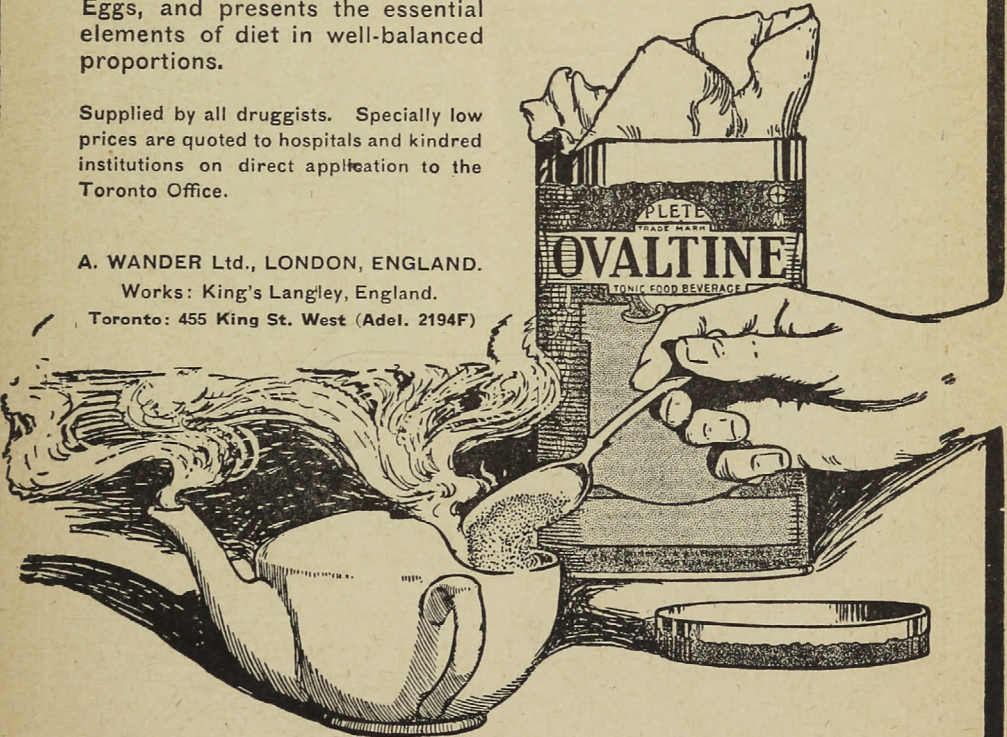 Eggs, and presents the essential
elements of diet in well-balanced
proportions.
Supplied by all druggists. Specially low
prices are quoted to hospitals and kindred
institutions on direct application to the
Toronto Office.
A. WANDER Ltd., LONDON, ENGLAND.
Works: King's Langley, England.
Toronto: 455 King St. West (Adel. 2194F)
PLETE
TRADE MARK
OVALTINE
TONIC FOOD BEVERAGE